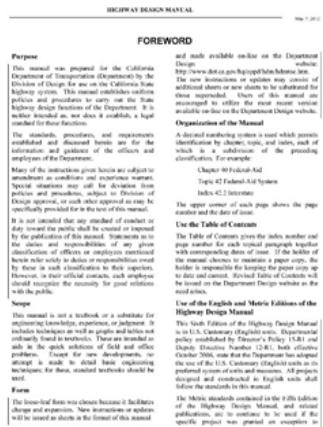 HIGHWAY DESIGN MANUAL
May 7, 2012
FOREWORD
Purpose
This manual was prepared for the California
Department of Transportation (Department) by the
Division of Design for use on the California State
highway system. This manual establishes uniform
policies and procedures to carry out the State
highway design functions of the Department. It is
neither intended as, nor does it establish, a legal
standard for these functions.
The standards, procedures, and requirements
established and discussed herein are for the
information and guidance of the officers and
employees of the Department.
Many of the instructions given herein are subject to
amendment as conditions and experience warrant.
Special situations may call for deviation from
policies and procedures, subject to Division of
Design approval, or such other approval as may be
specifically provided for in the text of this manual.
It is not intended that any standard of conduct or
duty toward the public shall be created or imposed
by the publication of this manual. Statements as to
the duties and responsibilities of any given
classification of officers or employees mentioned
herein refer solely to duties or responsibilities owed
by these in such classification to their superiors.
However, in their official contacts, each employee
should recognize the necessity for good relations
with the public.
Scope
This manual is not a textbook or a substitute for
engineering knowledge, experience, or judgment. It
includes techniques as well as graphs and tables not
ordinarily found in textbooks. These are intended as
aids in the quick solutions of field and office
problems. Except for new developments, no
attempt is made to detail basic engineering
techniques; for these, standard textbooks should be
used.
Form
The loose-leaf form was chosen because it facilitates
change and expansion. New instructions or updates
will be issued as sheets in the format of this manual
and made available on-line on the Department
Design website:
The new instructions or updates may consist of
additional sheets or new sheets to be substituted for
those superseded. Users of this manual are
encouraged to utilize the most recent version
available on-line on the Department Design website.
Organization of the Manual
A decimal numbering system is used which permits
identification by chapter, topic, and index, each of
which is a subdivision of the preceding
classification. For example:
Chapter 40 Federal-Aid
Topic 42 Federal-Aid System
Index 42.2 Interstate
The upper corner of each page shows the page
number and the date of issue.
Use the Table of Contents
The Table of Contents gives the index number and
page number for each topical paragraph together
with corresponding dates of issue. If the holder of
the manual chooses to maintain a paper copy, the
holder is responsible for keeping the paper copy up
to date and current. Revised Table of Contents will
be issued on the Department Design website as the
need arises.
Use of the English and Metric Editions of the
Highway Design Manual
This Sixth Edition of the Highway Design Manual
is in U.S. Customary (English) units. Departmental
policy established by Director's Policy 15-R1 and
Deputy Directive Number 12-R1, both effective
October 2006, state that the Department has adopted
the use of the U.S. Customary (English) units as its
preferred system of units and measures. All projects
designed and constructed in English units shall
follow the standards in this manual.
The Metric standards contained in the Fifth Edition
of the Highway Design Manual, and related
publications, are to continue to be used if the
specific project was granted an exception to